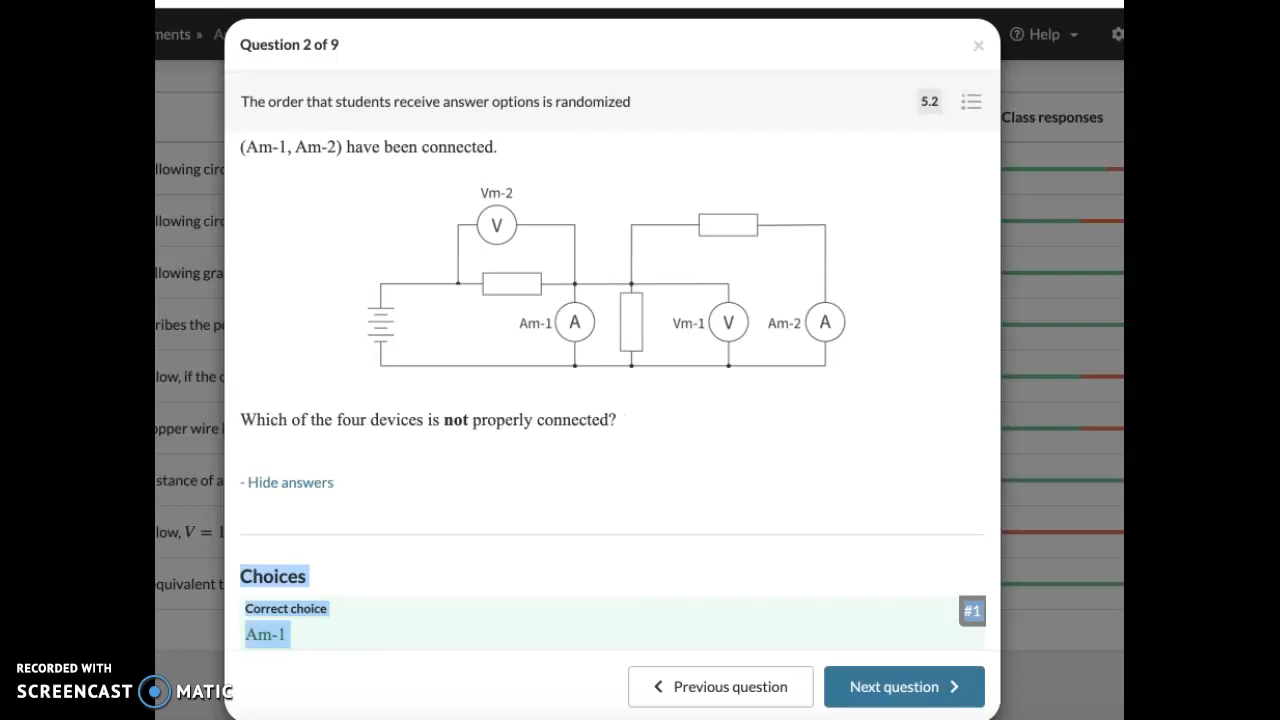 ments » A
Help
Question 2 of 9
×
The order that students receive answer options is randomized
5.2
Class responses
(Am-1, Am-2) have been connected.
llowing circ
llowing circ
llowing gra
ribes the po
low, if the c
opper wire i
stance of a
low, V = 1
equivalent t
Vm-2
V
Am-1
A
Vm-1
V
Am-2
A
Which of the four devices is not properly connected?
- Hide answers
Choices
Correct choice
#1
Am-1
Previous question
Next question
RECORDED WITH
SCREENCAST MATIC